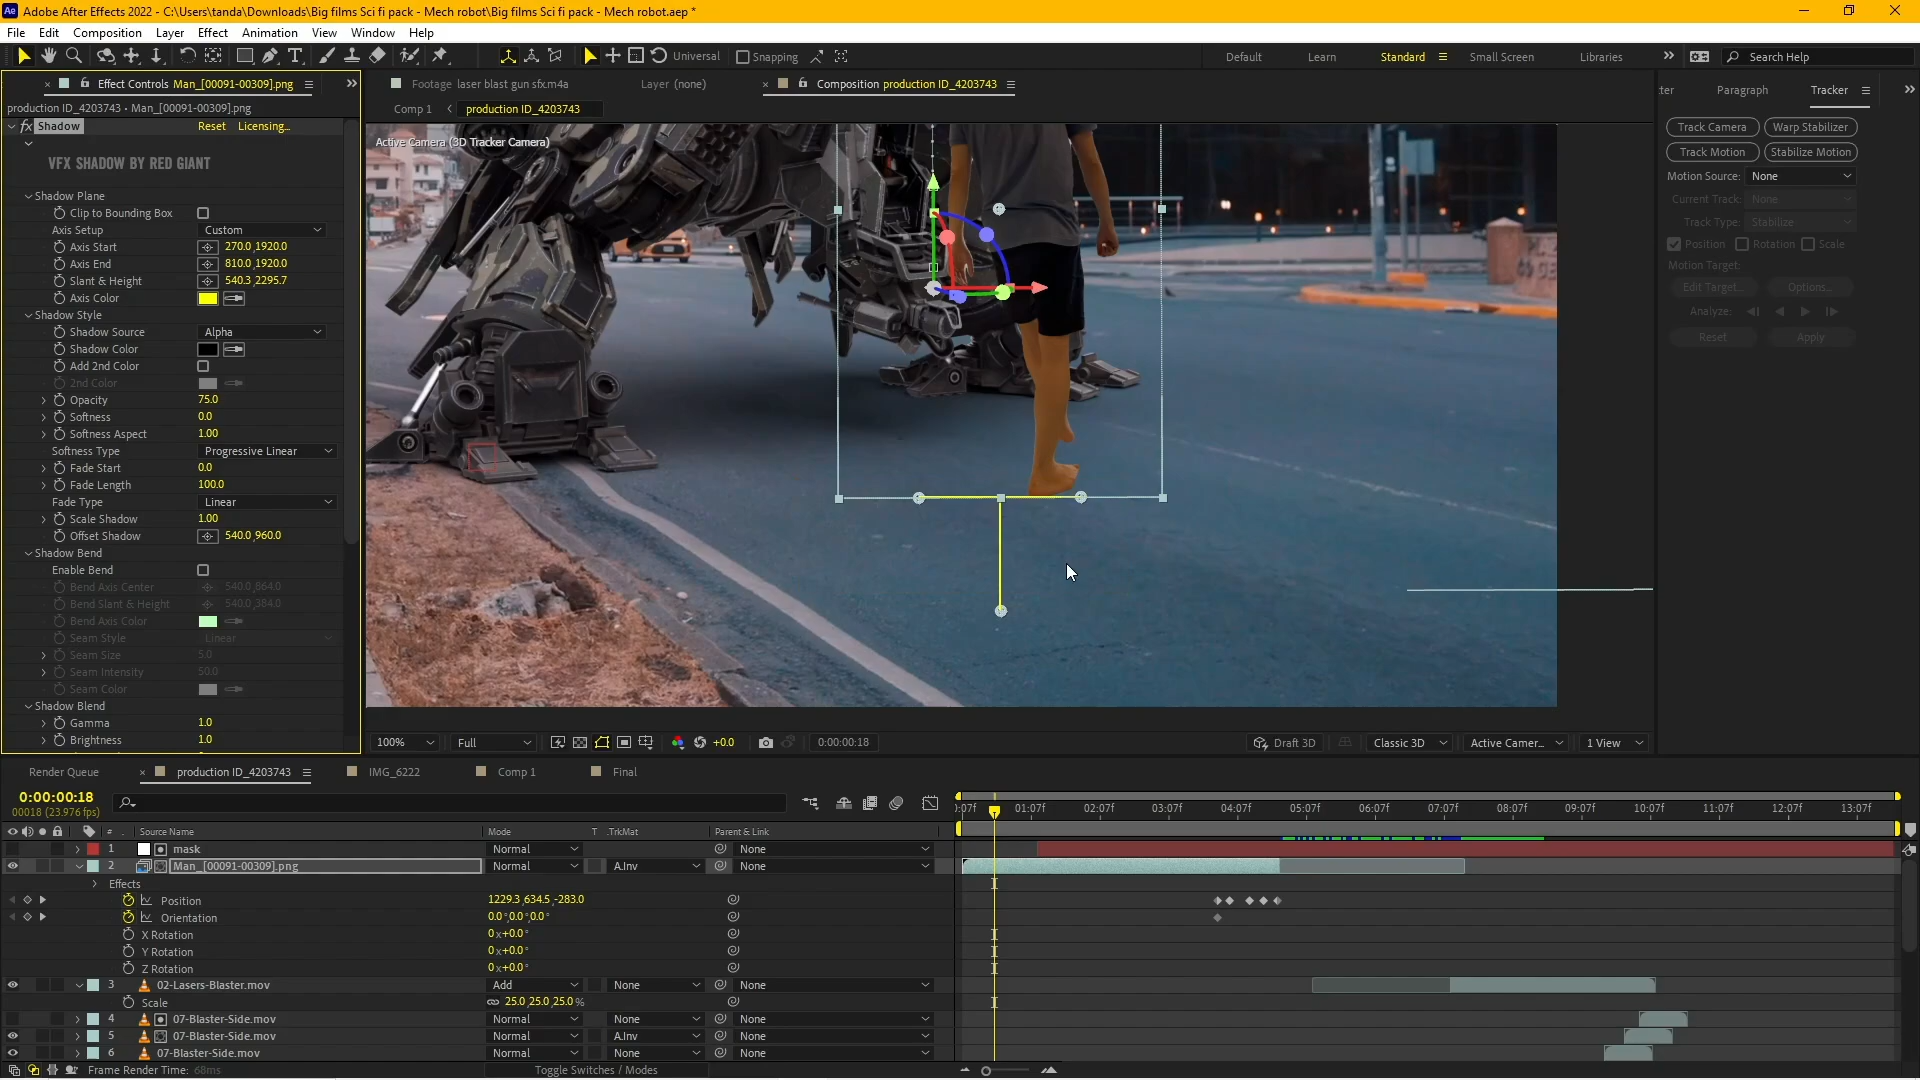 Adobe After Effects 2022 - C:\Users\tanda\Downloads\Big films Sci fi pack - Mech robot\Big films Sci fi pack - Mech robot.aep *
File Edit Composition Layer Effect Animation View Window Help
Universal Snapping Default Learn Standard Small Screen Libraries Search Help
Effect Controls Man_[00091-00309].png
Footage laser blast gun sfx.m4a Layer (none) Composition production ID_4203743
Paragraph Tracker
production ID_4203743 • Man_[00091-00309].png
Comp 1 production ID_4203743
fx Shadow Reset Licensing...
Active Camera (3D Tracker Camera)
VFX SHADOW BY RED GIANT
Shadow Plane
Clip to Bounding Box
Axis Setup Custom
Axis Start 270.0,1920.0
Axis End 810.0,1920.0
Slant & Height 540.3,2295.7
Axis Color
Shadow Style
Shadow Source Alpha
Shadow Color
Add 2nd Color
2nd Color
Opacity 75.0
Softness 0.0
Softness Aspect 1.00
Softness Type Progressive Linear
Fade Start 0.0
Fade Length 100.0
Fade Type Linear
Scale Shadow 1.00
Offset Shadow 540.0,960.0
Shadow Bend
Enable Bend
Bend Axis Center 540.0,864.0
Bend Slant & Height 540.0,384.0
Bend Axis Color
Seam Style Linear
Seam Size 5.0
Seam Intensity 50.0
Seam Color
Shadow Blend
Gamma 1.0
Brightness 1.0
Track Camera Warp Stabilizer
Track Motion Stabilize Motion
Motion Source: None
Current Track: None
Track Type: Stabilize
Position Rotation Scale
Motion Target:
Edit Target... Options...
Analyze:
Reset Apply
100% Full +0.0 0:00:00:18 Draft 3D Classic 3D Active Camer... 1 View
Render Queue production ID_4203743 IMG_6222 Comp 1 Final
0:00:00:18
00018 (23.976 fps)
01:07f 02:07f 03:07f 04:07f 05:07f 06:07f 07:07f 08:07f 09:07f 10:07f 11:07f 12:07f 13:07f
# Source Name Mode T .TrkMat Parent & Link
1 mask Normal None
2 Man_[00091-00309].png Normal A.Inv None
Effects
Position 1229.3,634.5,-283.0
Orientation 0.0°,0.0°,0.0°
X Rotation 0x+0.0°
Y Rotation 0x+0.0°
Z Rotation 0x+0.0°
3 02-Lasers-Blaster.mov Add None None
Scale 25.0,25.0,25.0%
4 07-Blaster-Side.mov Normal None None
5 07-Blaster-Side.mov Normal A.Inv None
6 07-Blaster-Side.mov Normal None None
Frame Render Time: 68ms Toggle Switches / Modes